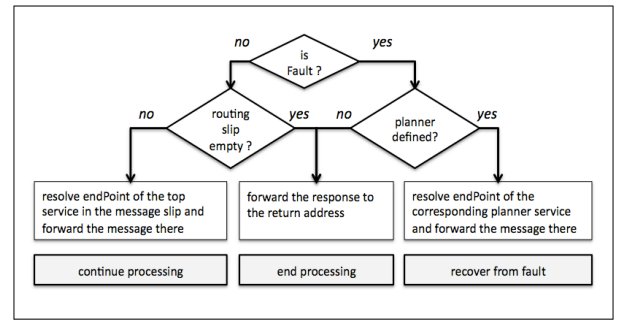 no
yes
is
Fault ?
no
routing
slip
empty ?
yes
no
planner
defined?
yes
resolve endPoint of the top
service in the message slip and
forward the message there
forward the response to
the return address
resolve endPoint of the
corresponding planner service
and forward the message there
continue processing
end processing
recover from fault